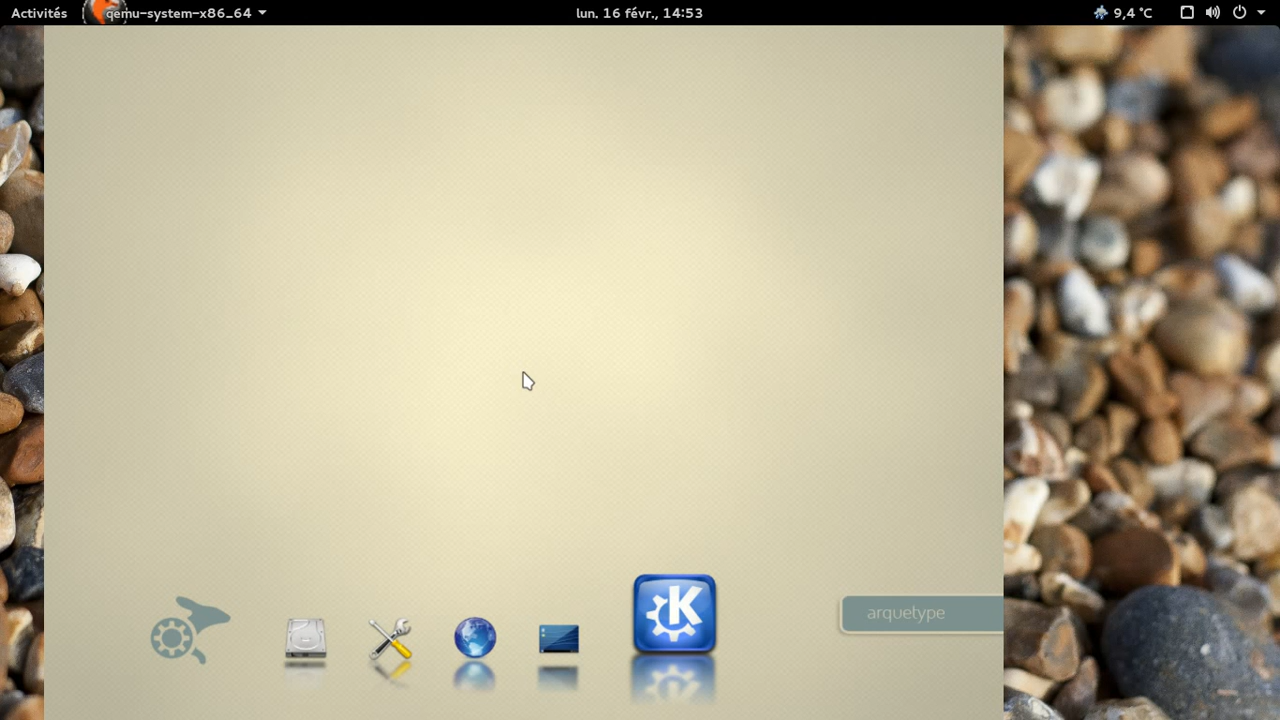 Activités
qemu-system-x86_64
lun. 16 févr., 14:53
9,4 °C
K
arquetype